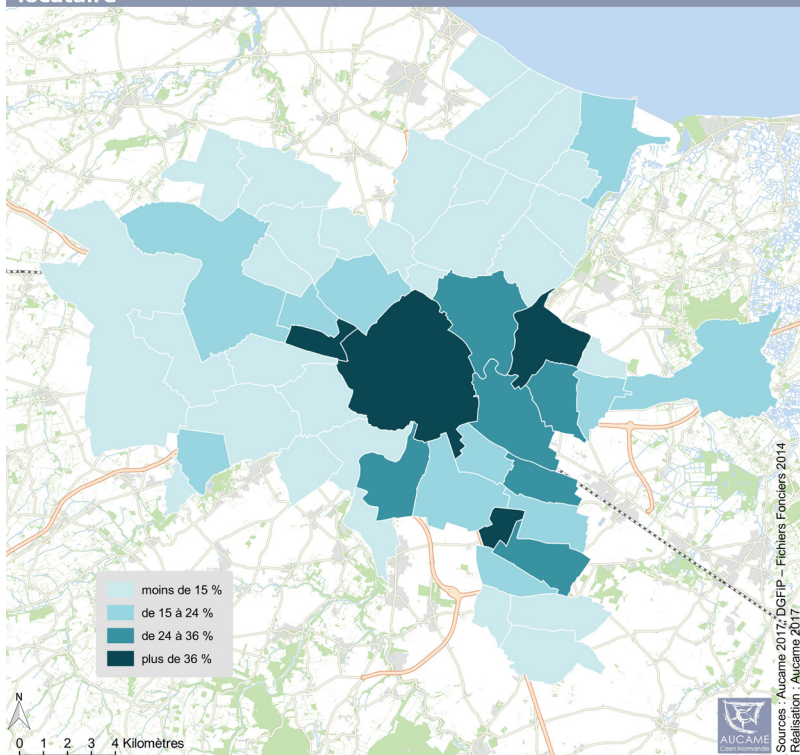 moins de 15 %
de 15 à 24 %
de 24 à 36 %
plus de 36 %
N
0 1 2 3 4 Kilomètres
AUCAME
Caen Normandie
Sources : Aucame 2017, DGFIP – Fichiers Fonciers 2014
Réalisation : Aucame 2017